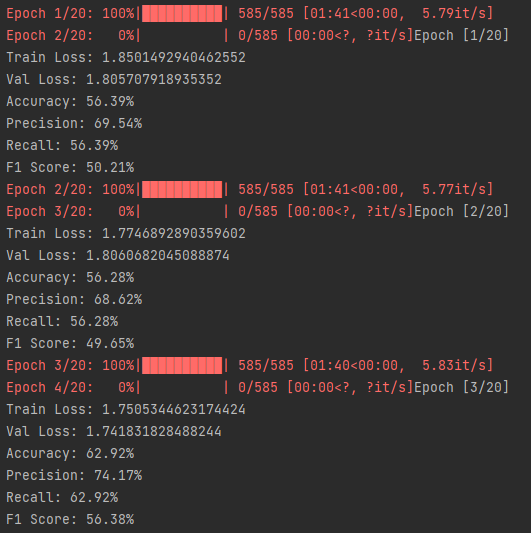 Epoch 1/20: 100%|██████████| 585/585 [01:41<00:00,  5.79it/s]
Epoch 2/20:   0%|          | 0/585 [00:00<?, ?it/s]Epoch [1/20]
Train Loss: 1.8501492940462552
Val Loss: 1.805707918935352
Accuracy: 56.39%
Precision: 69.54%
Recall: 56.39%
F1 Score: 50.21%
Epoch 2/20: 100%|██████████| 585/585 [01:41<00:00,  5.77it/s]
Epoch 3/20:   0%|          | 0/585 [00:00<?, ?it/s]Epoch [2/20]
Train Loss: 1.7746892890359602
Val Loss: 1.8060682045088874
Accuracy: 56.28%
Precision: 68.62%
Recall: 56.28%
F1 Score: 49.65%
Epoch 3/20: 100%|██████████| 585/585 [01:40<00:00,  5.83it/s]
Epoch 4/20:   0%|          | 0/585 [00:00<?, ?it/s]Epoch [3/20]
Train Loss: 1.7505344623174424
Val Loss: 1.741831828488244
Accuracy: 62.92%
Precision: 74.17%
Recall: 62.92%
F1 Score: 56.38%